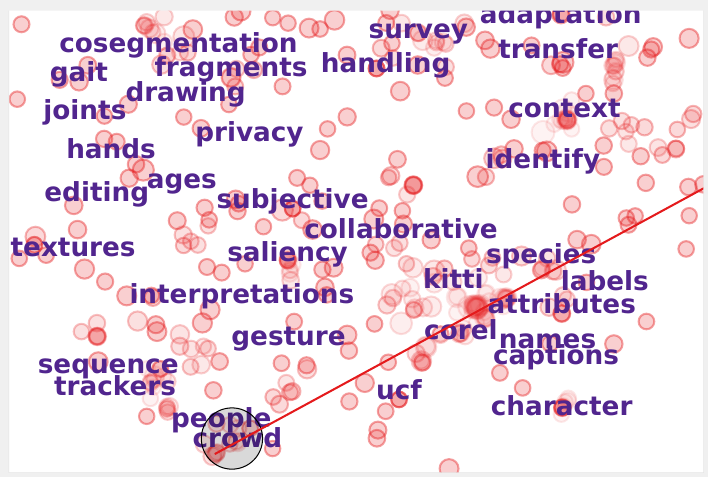 adaptation
survey
cosegmentation
transfer
handling
fragments
gait
drawing
joints
context
privacy
hands
identify
ages
editing
subjective
collaborative
textures
saliency
species
kitti
labels
interpretations
attributes
corel
gesture
names
captions
sequence
trackers
ucf
character
people
crowd